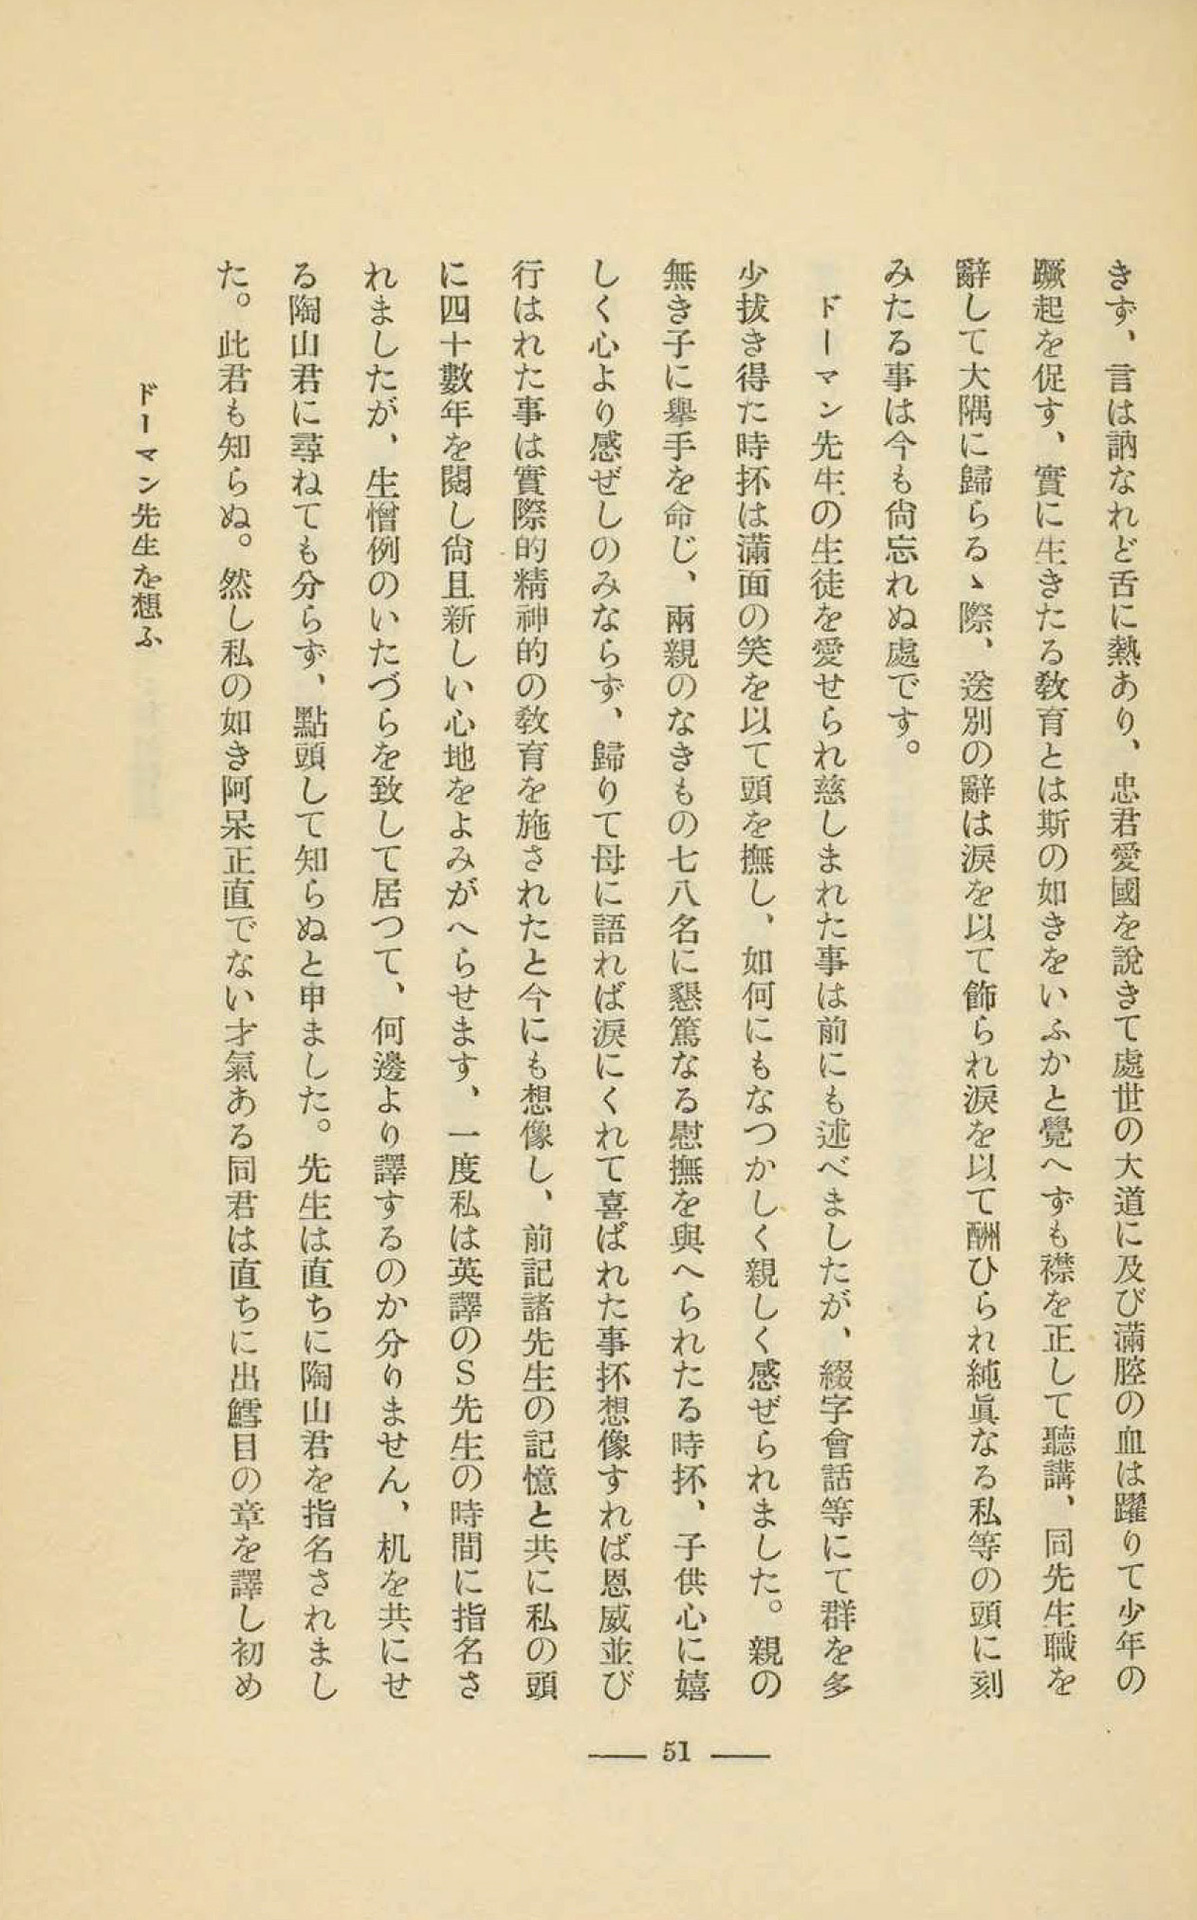 きず、言は訥なれど舌に熱あり、忠君愛國を說きて處世の大道に及び滿腔の血は躍りて少年の
蹶起を促す、實に生きたる敎育とは斯の如きをいふかと覺へずも襟を正して聽講、同先生職を
辭して大隅に歸らるゝ際、送別の辭は淚を以て飾られ淚を以て酬ひられ純眞なる私等の頭に刻
みたる事は今も尙忘れぬ處です。
ドーマン先生の生徒を愛せられ慈しまれた事は前にも述べましたが、綴字會話等にて群を多
少拔き得た時抔は滿面の笑を以て頭を撫し、如何にもなつかしく親しく感ぜられました。親の
無き子に擧手を命じ、兩親のなきもの七八名に懇篤なる慰撫を與へられたる時抔、子供心に嬉
しく心より感ぜしのみならず、歸りて母に語れば淚にくれて喜ばれた事抔想像すれば恩威並び
行はれた事は實際的精神的の敎育を施されたと今にも想像し、前記諸先生の記憶と共に私の頭
に四十數年を閱し尙且新しい心地をよみがへらせます、一度私は英譯のS先生の時間に指名さ
れましたが、生憎例のいたづらを致して居つて、何邊より譯するのか分りません、机を共にせ
る陶山君に尋ねても分らず、點頭して知らぬと申ました。先生は直ちに陶山君を指名されまし
た。此君も知らぬ。然し私の如き阿呆正直でない才氣ある同君は直ちに出鱈目の章を譯し初め
ドーマン先生を想ふ
51